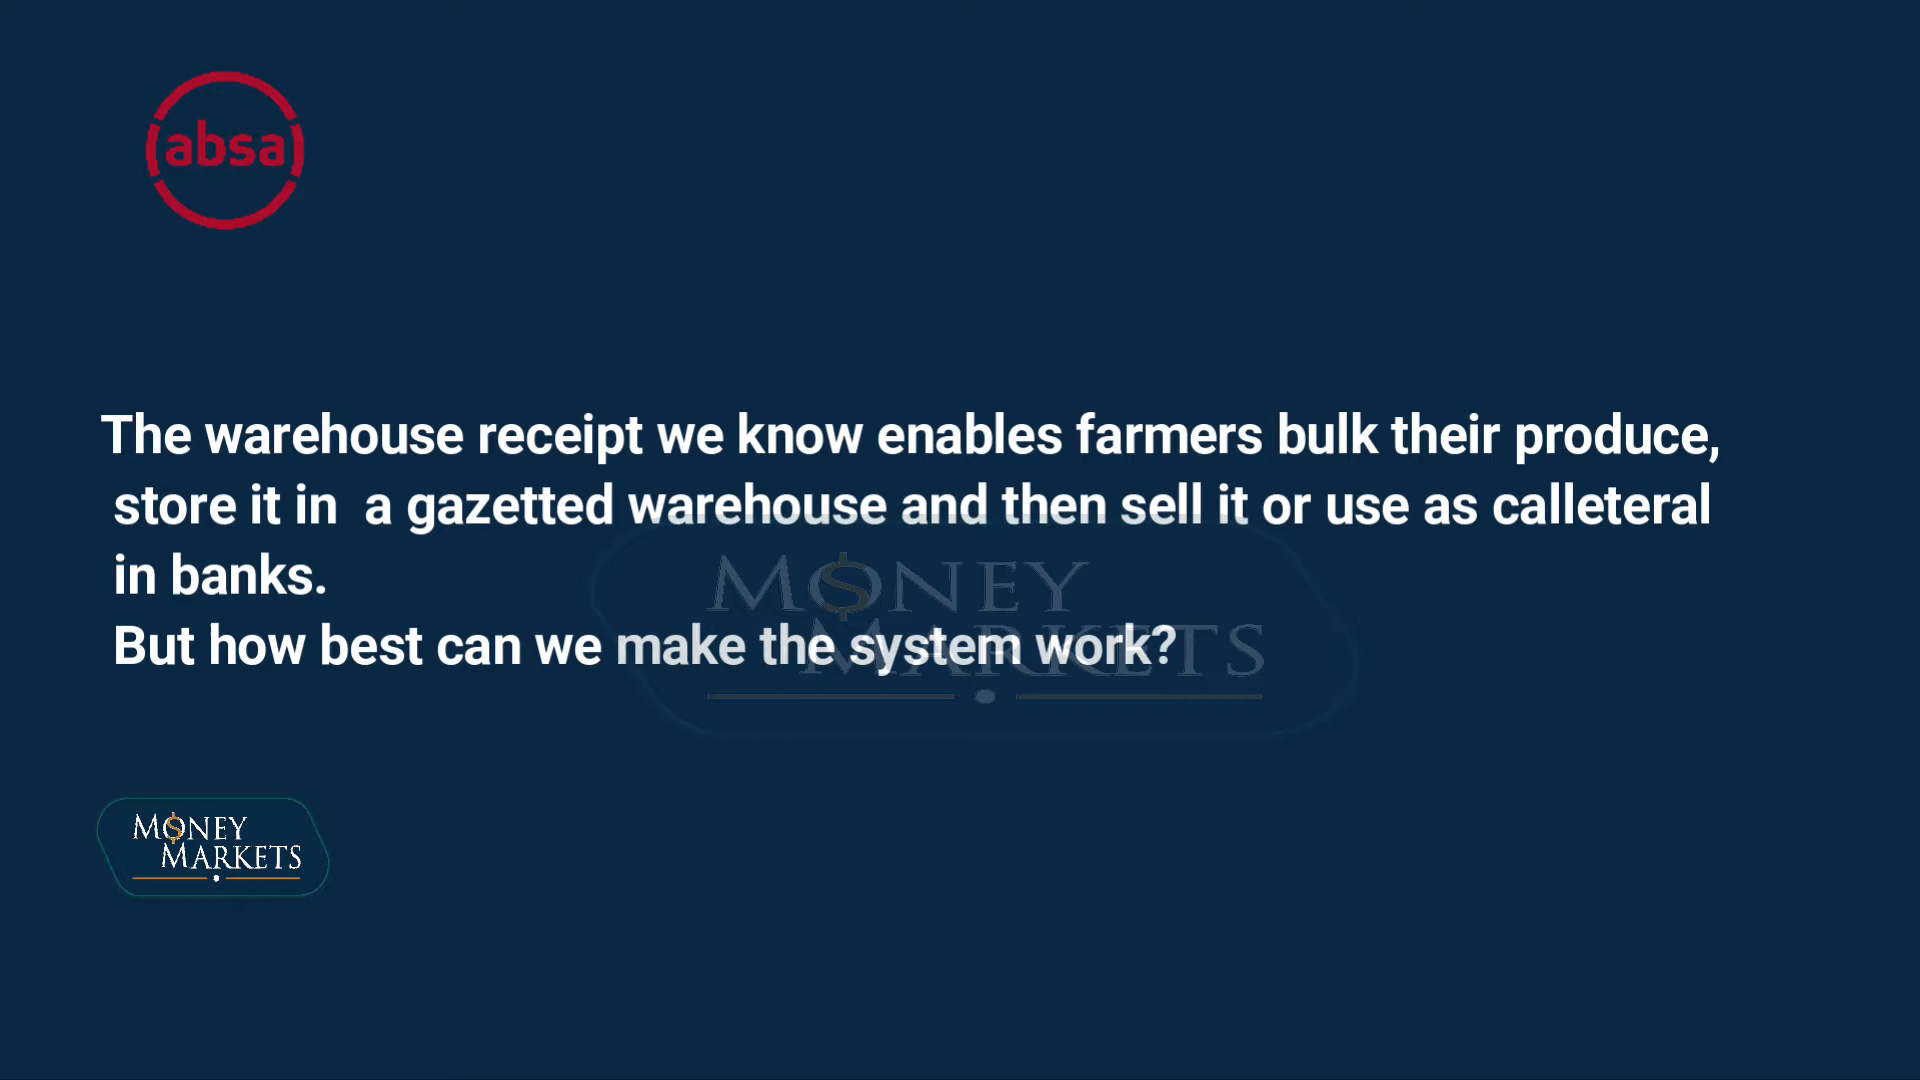 absa
The warehouse receipt we know enables farmers bulk their produce,
store it in a gazetted warehouse and then sell it or use as calleteral
in banks.
But how best can we make the system work?
MONEY
MARKETS
MONEY
MARKETS